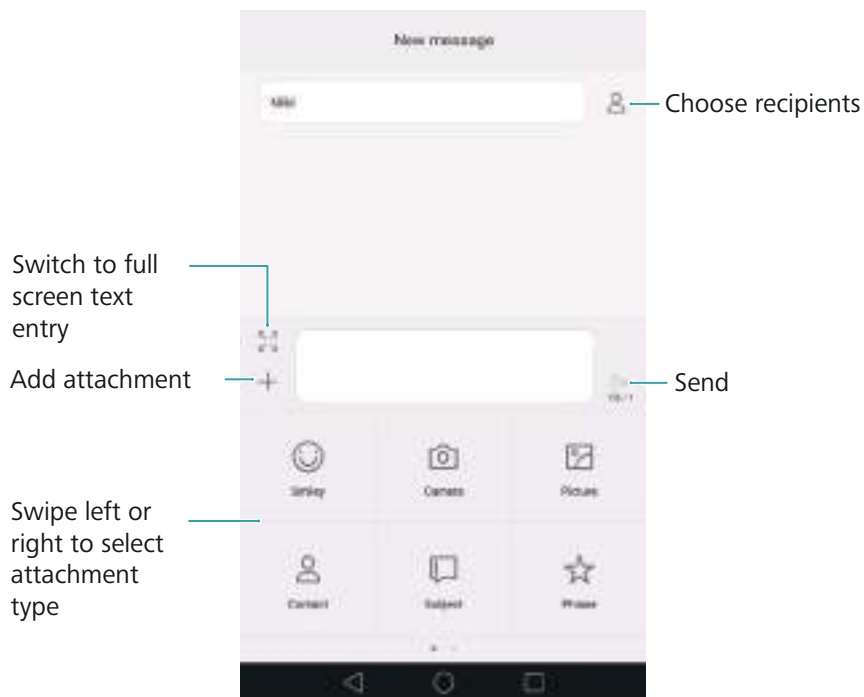 New message
Niki
Choose recipients
Switch to full
screen text
entry
Add attachment
Send
Smiley
Camera
Picture
Swipe left or
right to select
attachment
type
Contact
Subject
Phrase